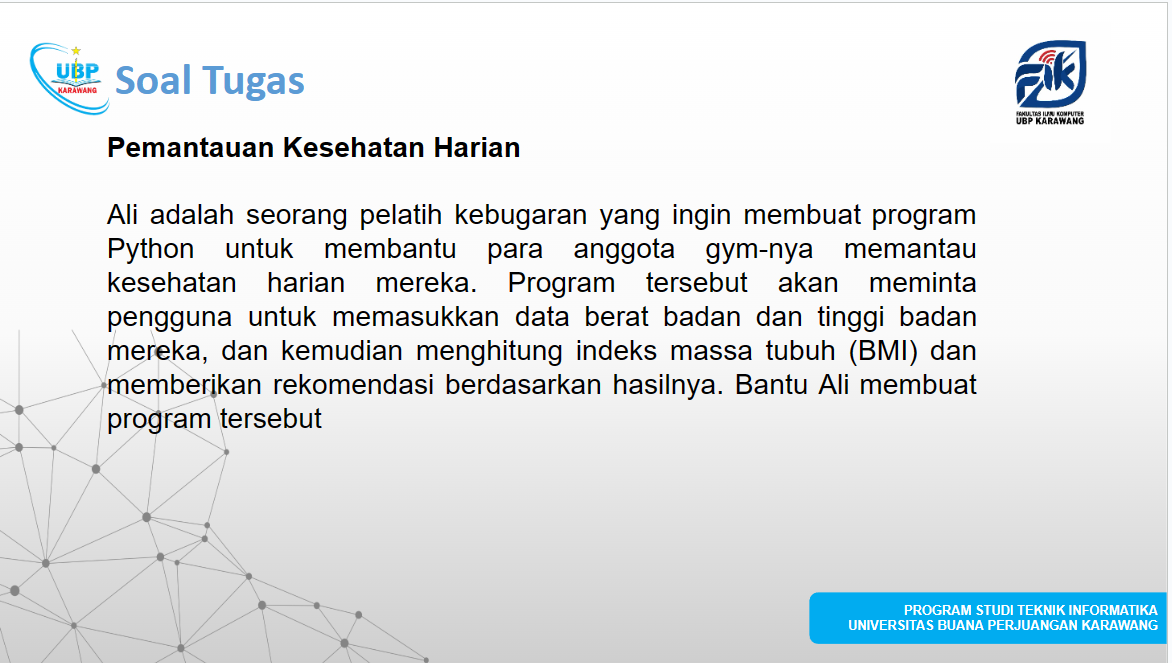 UBP
KARAWANG
Soal Tugas
Fik
FAKULTAS ILMU KOMPUTER
UBP KARAWANG
Pemantauan Kesehatan Harian
Ali adalah seorang pelatih kebugaran yang ingin membuat program
Python untuk membantu para anggota gym-nya memantau
kesehatan harian mereka. Program tersebut akan meminta
pengguna untuk memasukkan data berat badan dan tinggi badan
mereka, dan kemudian menghitung indeks massa tubuh (BMI) dan
memberikan rekomendasi berdasarkan hasilnya. Bantu Ali membuat
program tersebut
PROGRAM STUDI TEKNIK INFORMATIKA
UNIVERSITAS BUANA PERJUANGAN KARAWANG